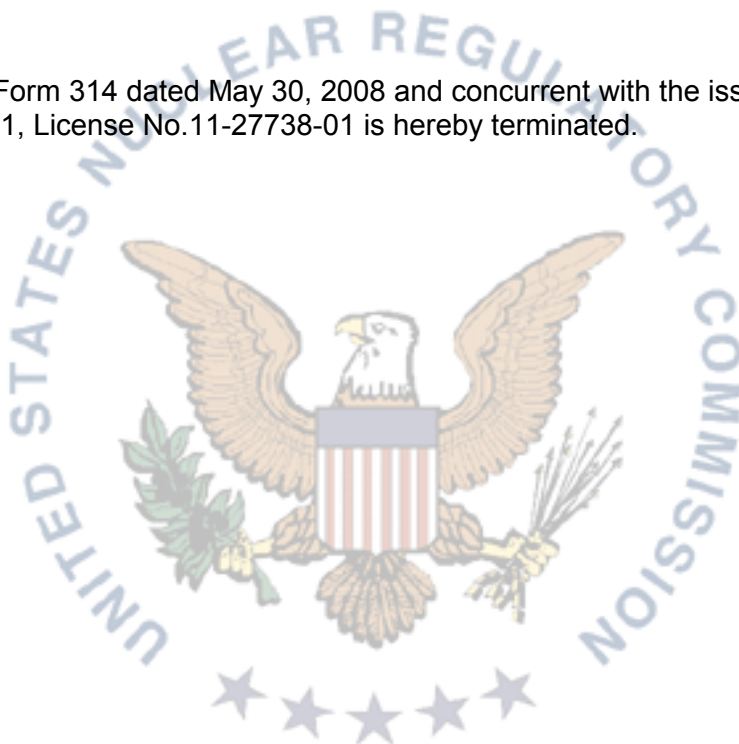 Form 314 dated May 30, 2008 and concurrent with the iss
1, License No.11-27738-01 is hereby terminated.
UNITED STATES NUCLEAR REGULATORY COMMISSION